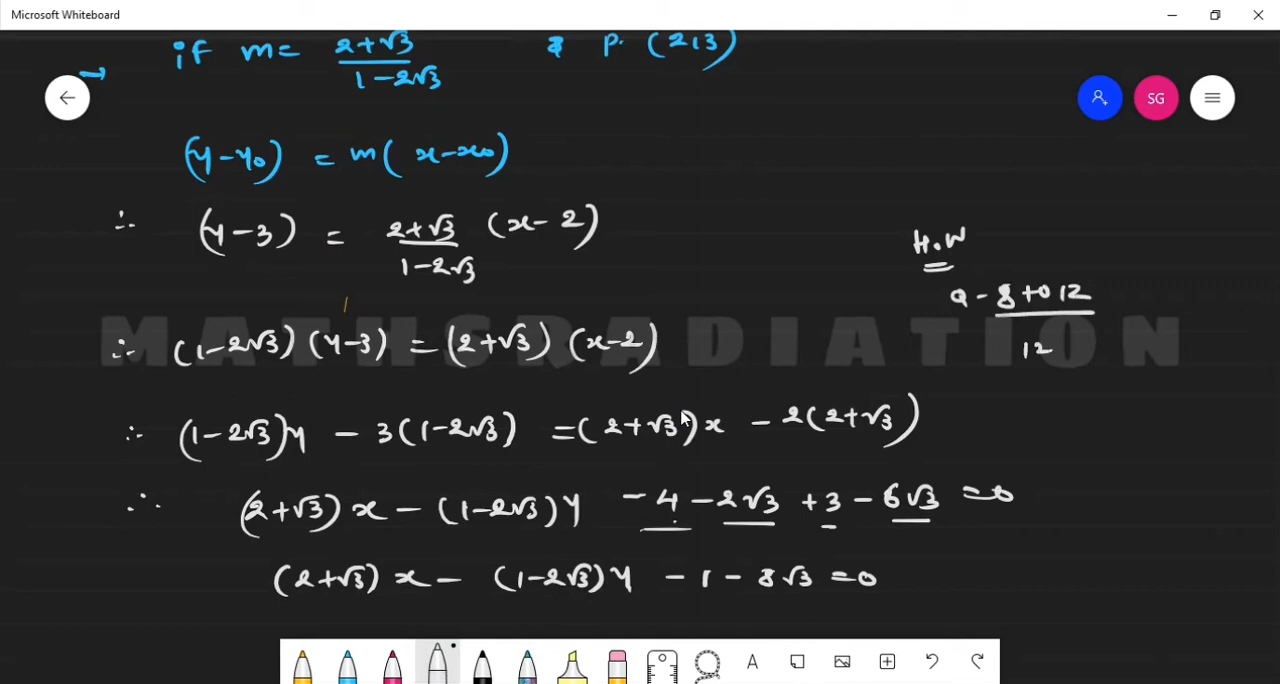 Microsoft Whiteboard
→ if m = (2+√3)/(1-2√3) & P. (2,3)
SG
(y-y₀) = m(x-x₀)
∴ (y-3) = (2+√3)/(1-2√3) (x-2)
H.W
Q - 8 to 12
12
MATHSRADIATION
∴ (1-2√3)(y-3) = (2+√3)(x-2)
∴ (1-2√3)y - 3(1-2√3) = (2+√3)x - 2(2+√3)
∴ (2+√3)x - (1-2√3)y - 4 - 2√3 + 3 - 6√3 = 0
(2+√3)x - (1-2√3)y - 1 - 8√3 = 0
A